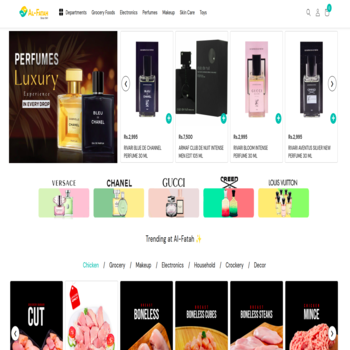 Al-Fatah
Departments Grocery Foods Electronics Perfumes Makeup Skin Care Toys
PERFUMES
Luxury
Experience
IN EVERY DROP
BLEU
CHANEL
Rs.2,995
RIVARI BLUE DE CHANNEL
PERFUME 30 ML
Rs.7,500
ARMAF CLUB DE NUIT INTENSE
MEN EDT 105 ML
Rs.2,995
RIVARI BLOOM INTENSE
PERFUME 30 ML
Rs.2,995
RIVARI AVENTUS SILVER NEW
PERFUME 30 ML
VERSACE
CHANEL
GUCCI
CREED
LOUIS VUITTON
Trending at Al-Fatah ✨
Chicken / Grocery / Makeup / Electronics / Household / Crockery / Decor
CUT
BONELESS
BONELESS CUBES
BONELESS STEAKS
MINCE